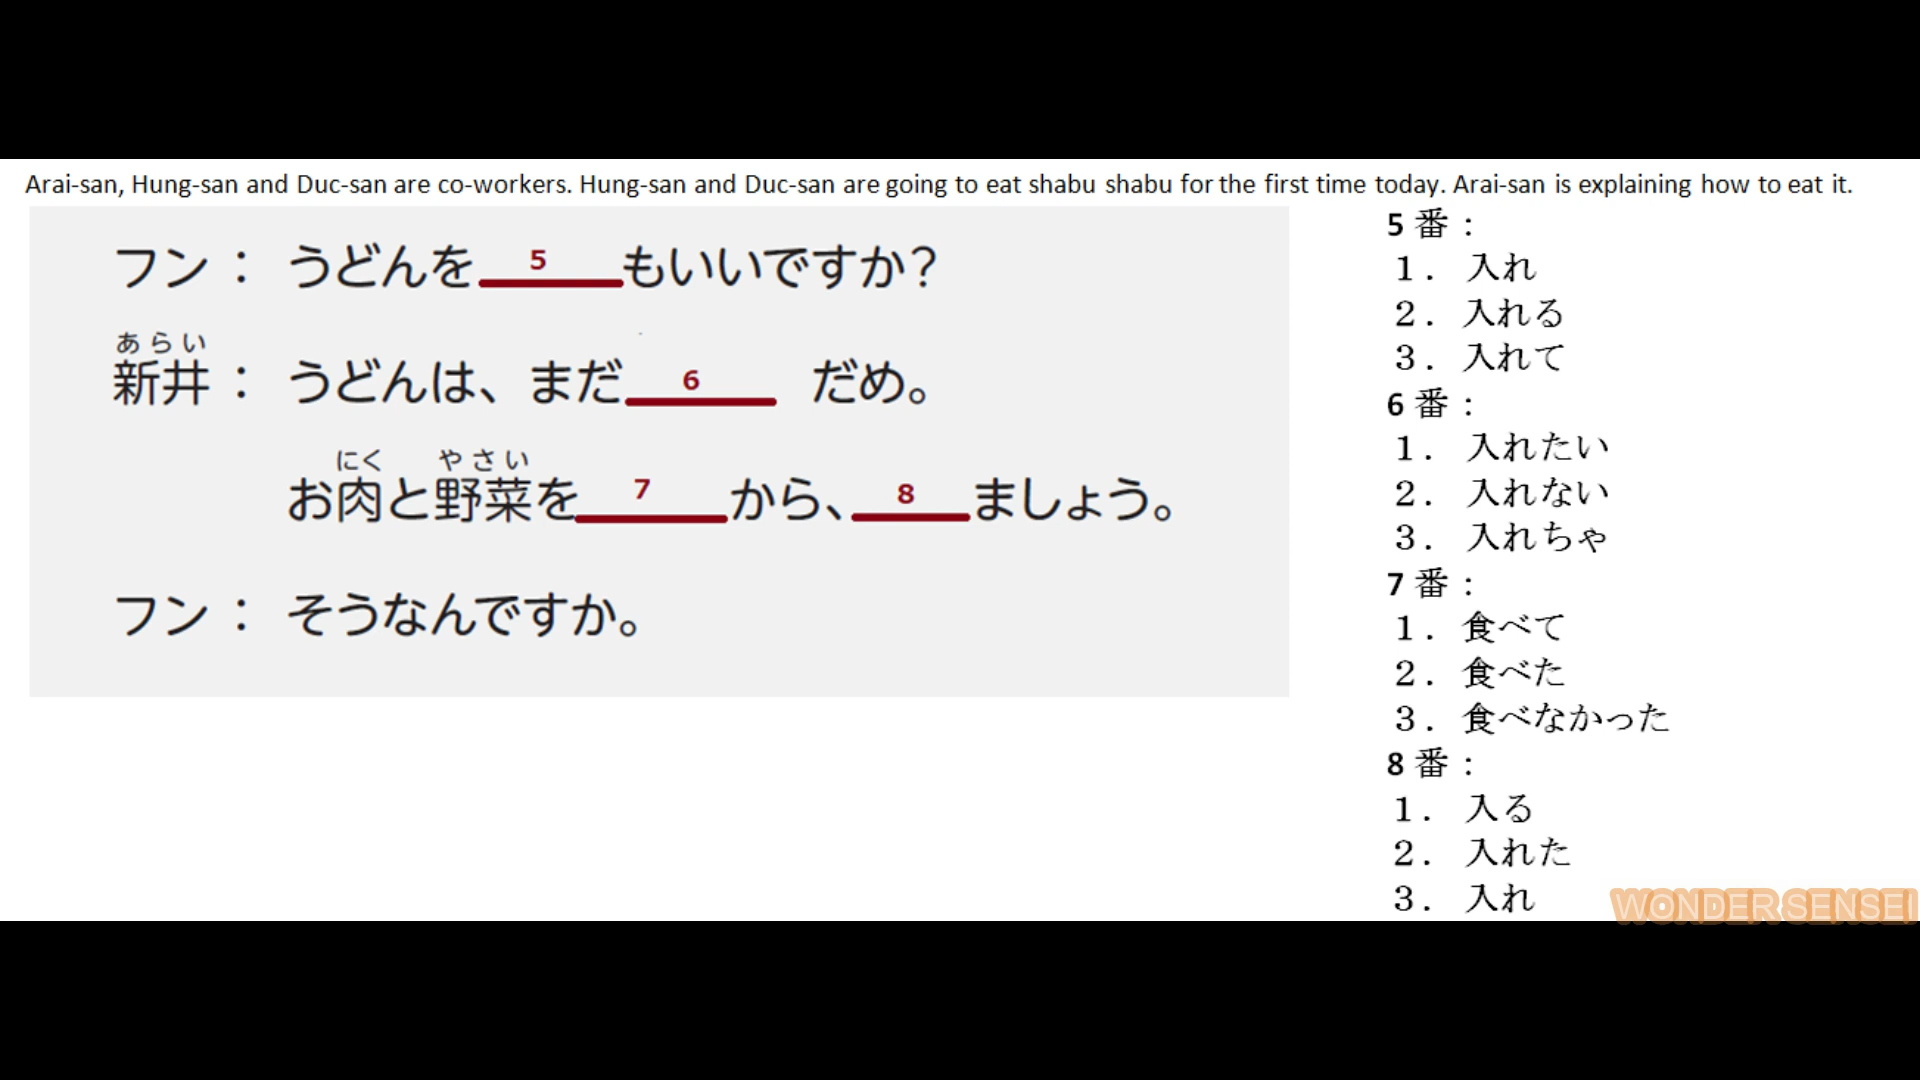 Arai-san, Hung-san and Duc-san are co-workers. Hung-san and Duc-san are going to eat shabu shabu for the first time today. Arai-san is explaining how to eat it.
フン： うどんを 5 もいいですか?
あらい
新井： うどんは、まだ 6 だめ。
にく やさい
お肉と野菜を 7 から、 8 ましょう。
フン： そうなんですか。
5 番：
１． 入れ
２． 入れる
３． 入れて
6 番：
１． 入れたい
２． 入れない
３． 入れちゃ
7 番：
１． 食べて
２． 食べた
３． 食べなかった
8 番：
１． 入る
２． 入れた
３． 入れ
WONDER SENSEI